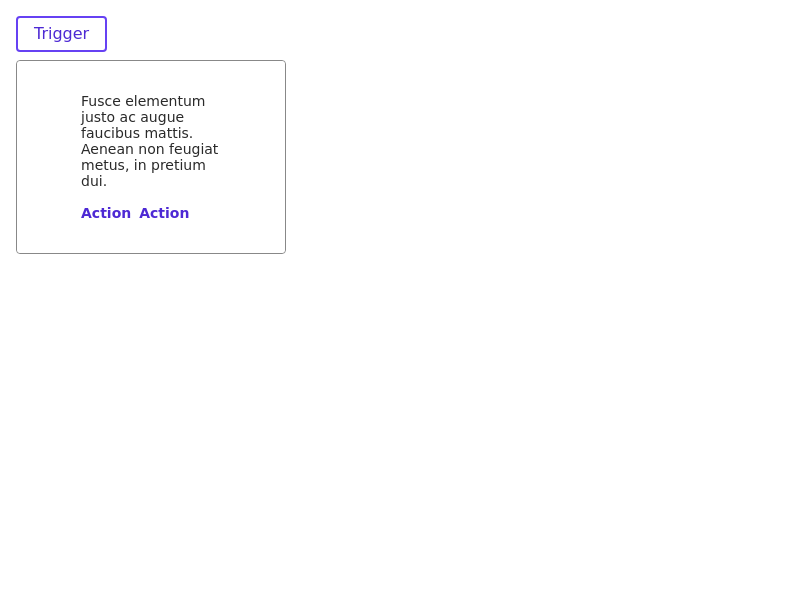 Trigger
Fusce elementum
justo ac augue
faucibus mattis.
Aenean non feugiat
metus, in pretium
dui.
Action Action